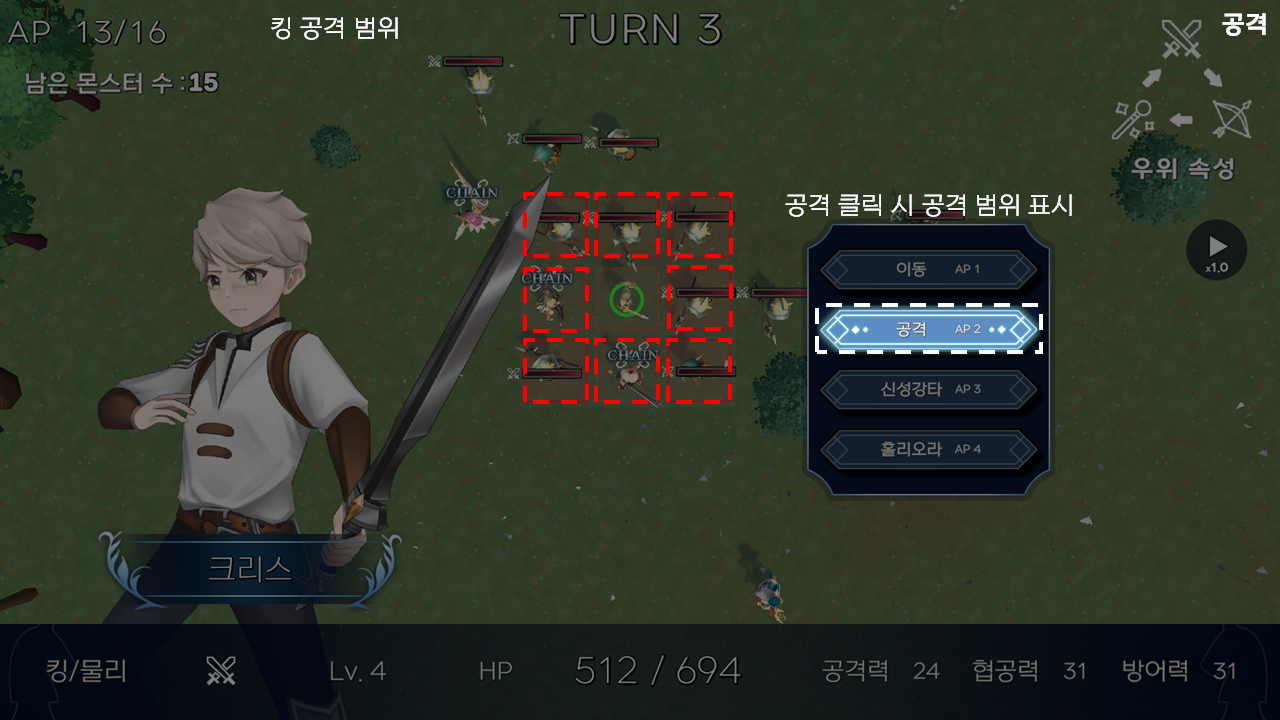 AP 13/16
킹 공격 범위
TURN 3
공격
남은 몬스터 수 : 15
우위 속성
CHAIN
공격 클릭 시 공격 범위 표시
x1.0
이동 AP 1
CHAIN
공격 AP 2
CHAIN
신성강타 AP 3
홀리오라 AP 4
크리스
킹/물리 Lv. 4 HP 512 / 694 공격력 24 협공력 31 방어력 31